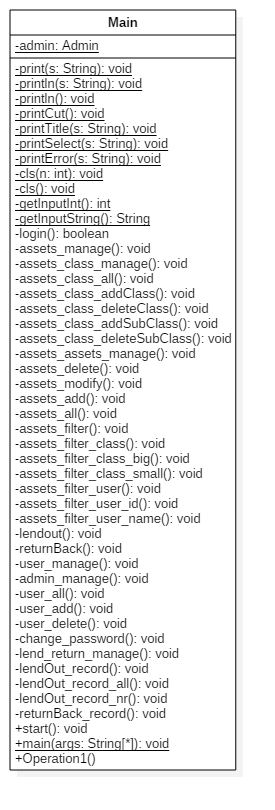 Main
-admin: Admin
-print(s: String): void
-println(s: String): void
-println(): void
-printCut(): void
-printTitle(s: String): void
-printSelect(s: String): void
-printError(s: String): void
-cls(n: int): void
-cls(): void
-getInputInt(): int
-getInputString(): String
-login(): boolean
-assets_manage(): void
-assets_class_manage(): void
-assets_class_all(): void
-assets_class_addClass(): void
-assets_class_deleteClass(): void
-assets_class_addSubClass(): void
-assets_class_deleteSubClass(): void
-assets_assets_manage(): void
-assets_delete(): void
-assets_modify(): void
-assets_add(): void
-assets_all(): void
-assets_filter(): void
-assets_filter_class(): void
-assets_filter_class_big(): void
-assets_filter_class_small(): void
-assets_filter_user(): void
-assets_filter_user_id(): void
-assets_filter_user_name(): void
-lendout(): void
-returnBack(): void
-user_manage(): void
-admin_manage(): void
-user_all(): void
-user_add(): void
-user_delete(): void
-change_password(): void
-lend_return_manage(): void
-lendOut_record(): void
-lendOut_record_all(): void
-lendOut_record_nr(): void
-returnBack_record(): void
+start(): void
+main(args: String[*]): void
+Operation1()